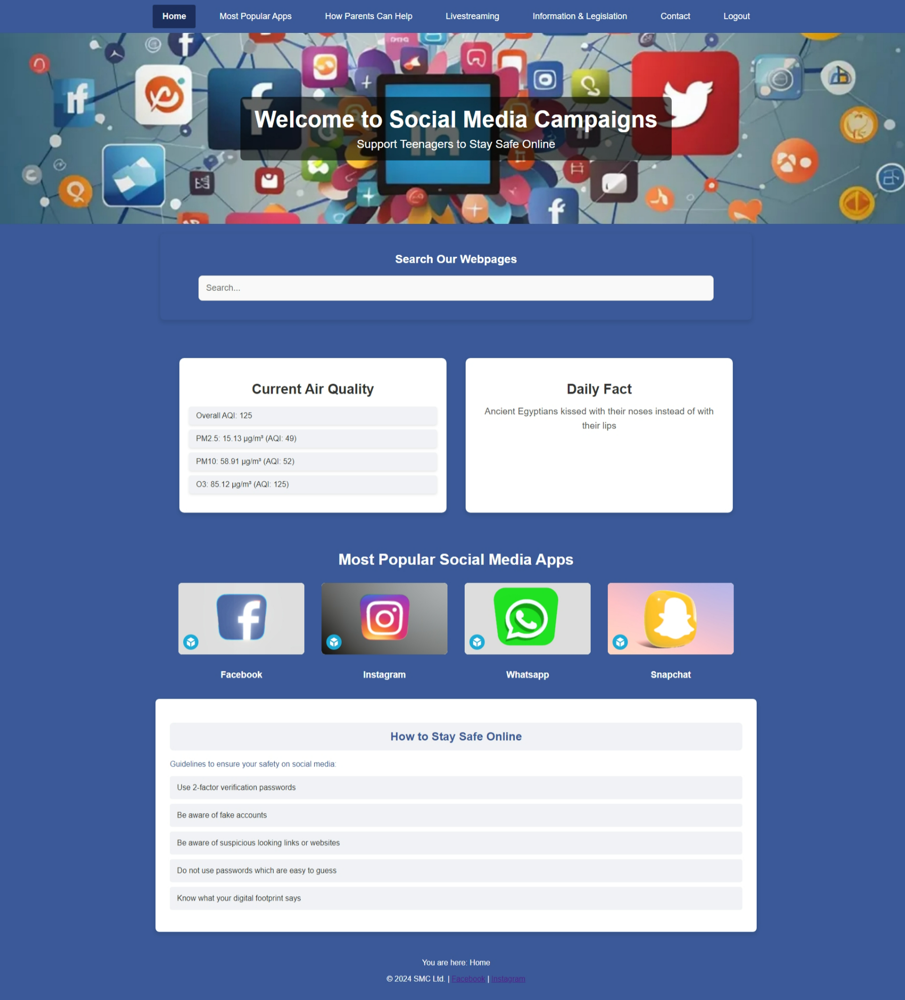 Home
Most Popular Apps
How Parents Can Help
Livestreaming
Information & Legislation
Contact
Logout
Welcome to Social Media Campaigns
Support Teenagers to Stay Safe Online
Search Our Webpages
Search...
Current Air Quality
Overall AQI: 125
PM2.5: 15.13 µg/m³ (AQI: 49)
PM10: 58.91 µg/m³ (AQI: 52)
O3: 85.12 µg/m³ (AQI: 125)
Daily Fact
Ancient Egyptians kissed with their noses instead of with
their lips
Most Popular Social Media Apps
Facebook
Instagram
Whatsapp
Snapchat
How to Stay Safe Online
Guidelines to ensure your safety on social media:
Use 2-factor verification passwords
Be aware of fake accounts
Be aware of suspicious looking links or websites
Do not use passwords which are easy to guess
Know what your digital footprint says
You are here: Home
© 2024 SMC Ltd. | Facebook | Instagram